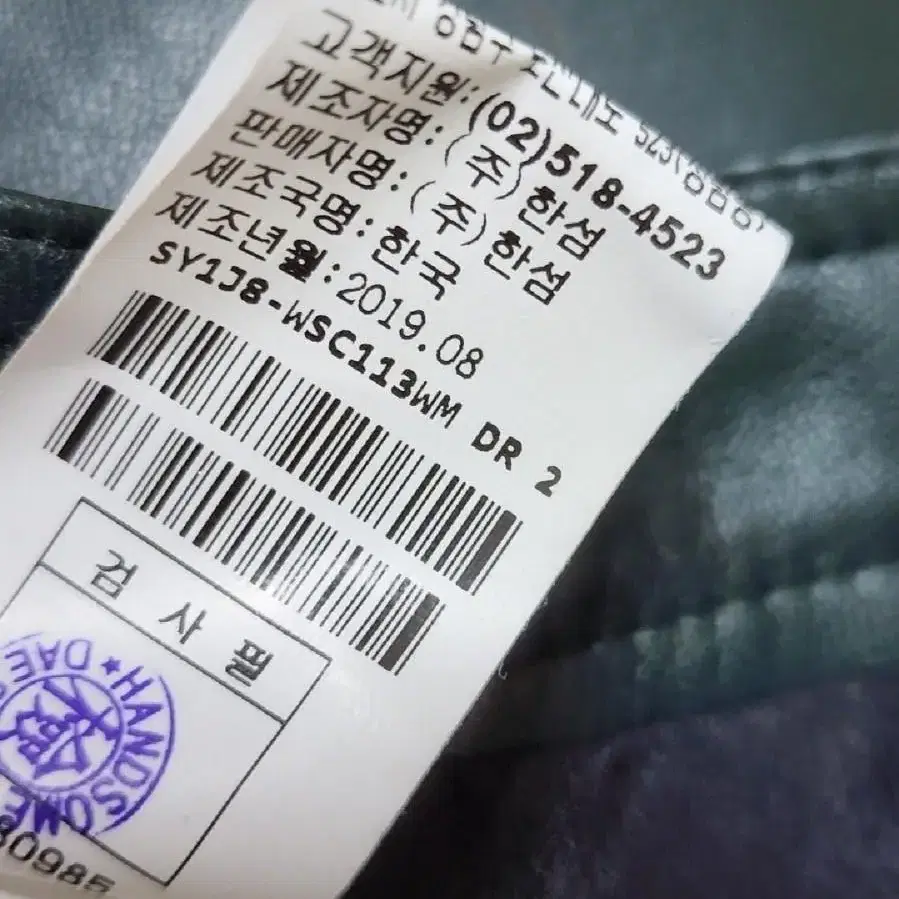 고객지원:(02)518-4523
제조자명:(주)한섬
판매자명:(주)한섬
제조국명:한국
제조년월:2019.08
SY1J8-WSC113WM DR 2
검사필
HANDSOME
DAE
80985